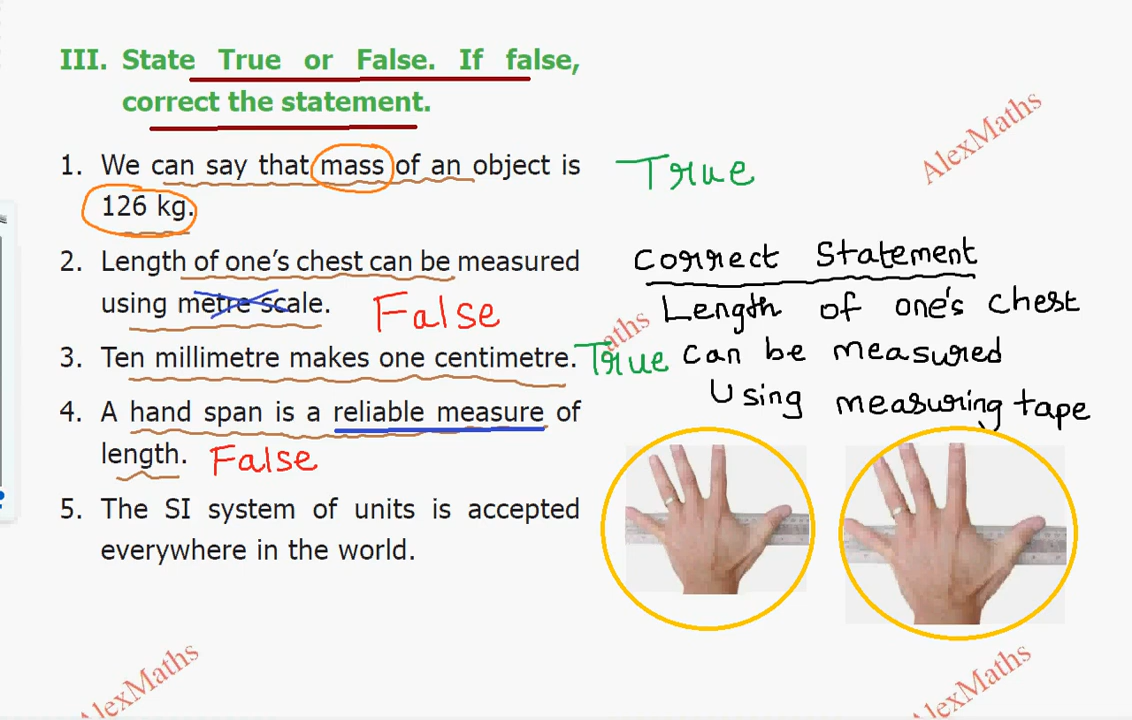 III. State True or False. If false,
correct the statement.
1. We can say that mass of an object is
126 kg.
True
AlexMaths
2. Length of one's chest can be measured
using metre scale.
False
Correct Statement
Length of one's chest
can be measured
Using measuring tape
aths
3. Ten millimetre makes one centimetre.
True
4. A hand span is a reliable measure of
length.
False
5. The SI system of units is accepted
everywhere in the world.
AlexMaths
AlexMaths